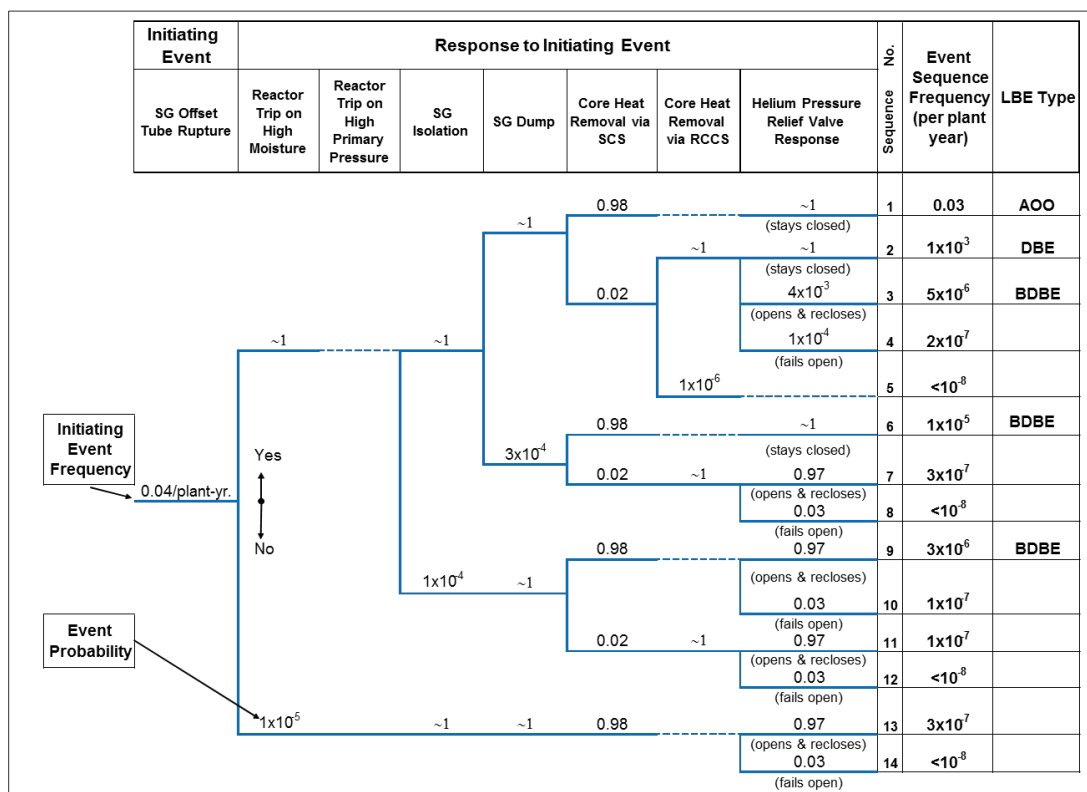 Initiating Event
Response to Initiating Event
Sequence No.
Event Sequence Frequency (per plant year)
LBE Type
SG Offset Tube Rupture
Reactor Trip on High Moisture
Reactor Trip on High Primary Pressure
SG Isolation
SG Dump
Core Heat Removal via SCS
Core Heat Removal via RCCS
Helium Pressure Relief Valve Response
0.98 ~1 1 0.03 AOO
(stays closed)
~1
~1 ~1 2 1x10⁻³ DBE
(stays closed)
0.02 4x10⁻³ 3 5x10⁻⁶ BDBE
(opens & recloses)
~1 ~1 1x10⁻⁴ 4 2x10⁻⁷
(fails open)
1x10⁻⁶ 5 <10⁻⁸
0.98 ~1 6 1x10⁻⁵ BDBE
(stays closed)
Initiating Event Frequency
Yes
3x10⁻⁴
0.02 ~1 0.97 7 3x10⁻⁷
(opens & recloses)
0.04/plant-yr.
0.03 8 <10⁻⁸
(fails open)
No
0.98 0.97 9 3x10⁻⁶ BDBE
(opens & recloses)
1x10⁻⁴ ~1
0.03 10 1x10⁻⁷
(fails open)
Event Probability
0.02 ~1 0.97 11 1x10⁻⁷
(opens & recloses)
0.03 12 <10⁻⁸
(fails open)
1x10⁻⁵ ~1 ~1 0.98 0.97 13 3x10⁻⁷
(opens & recloses)
0.03 14 <10⁻⁸
(fails open)